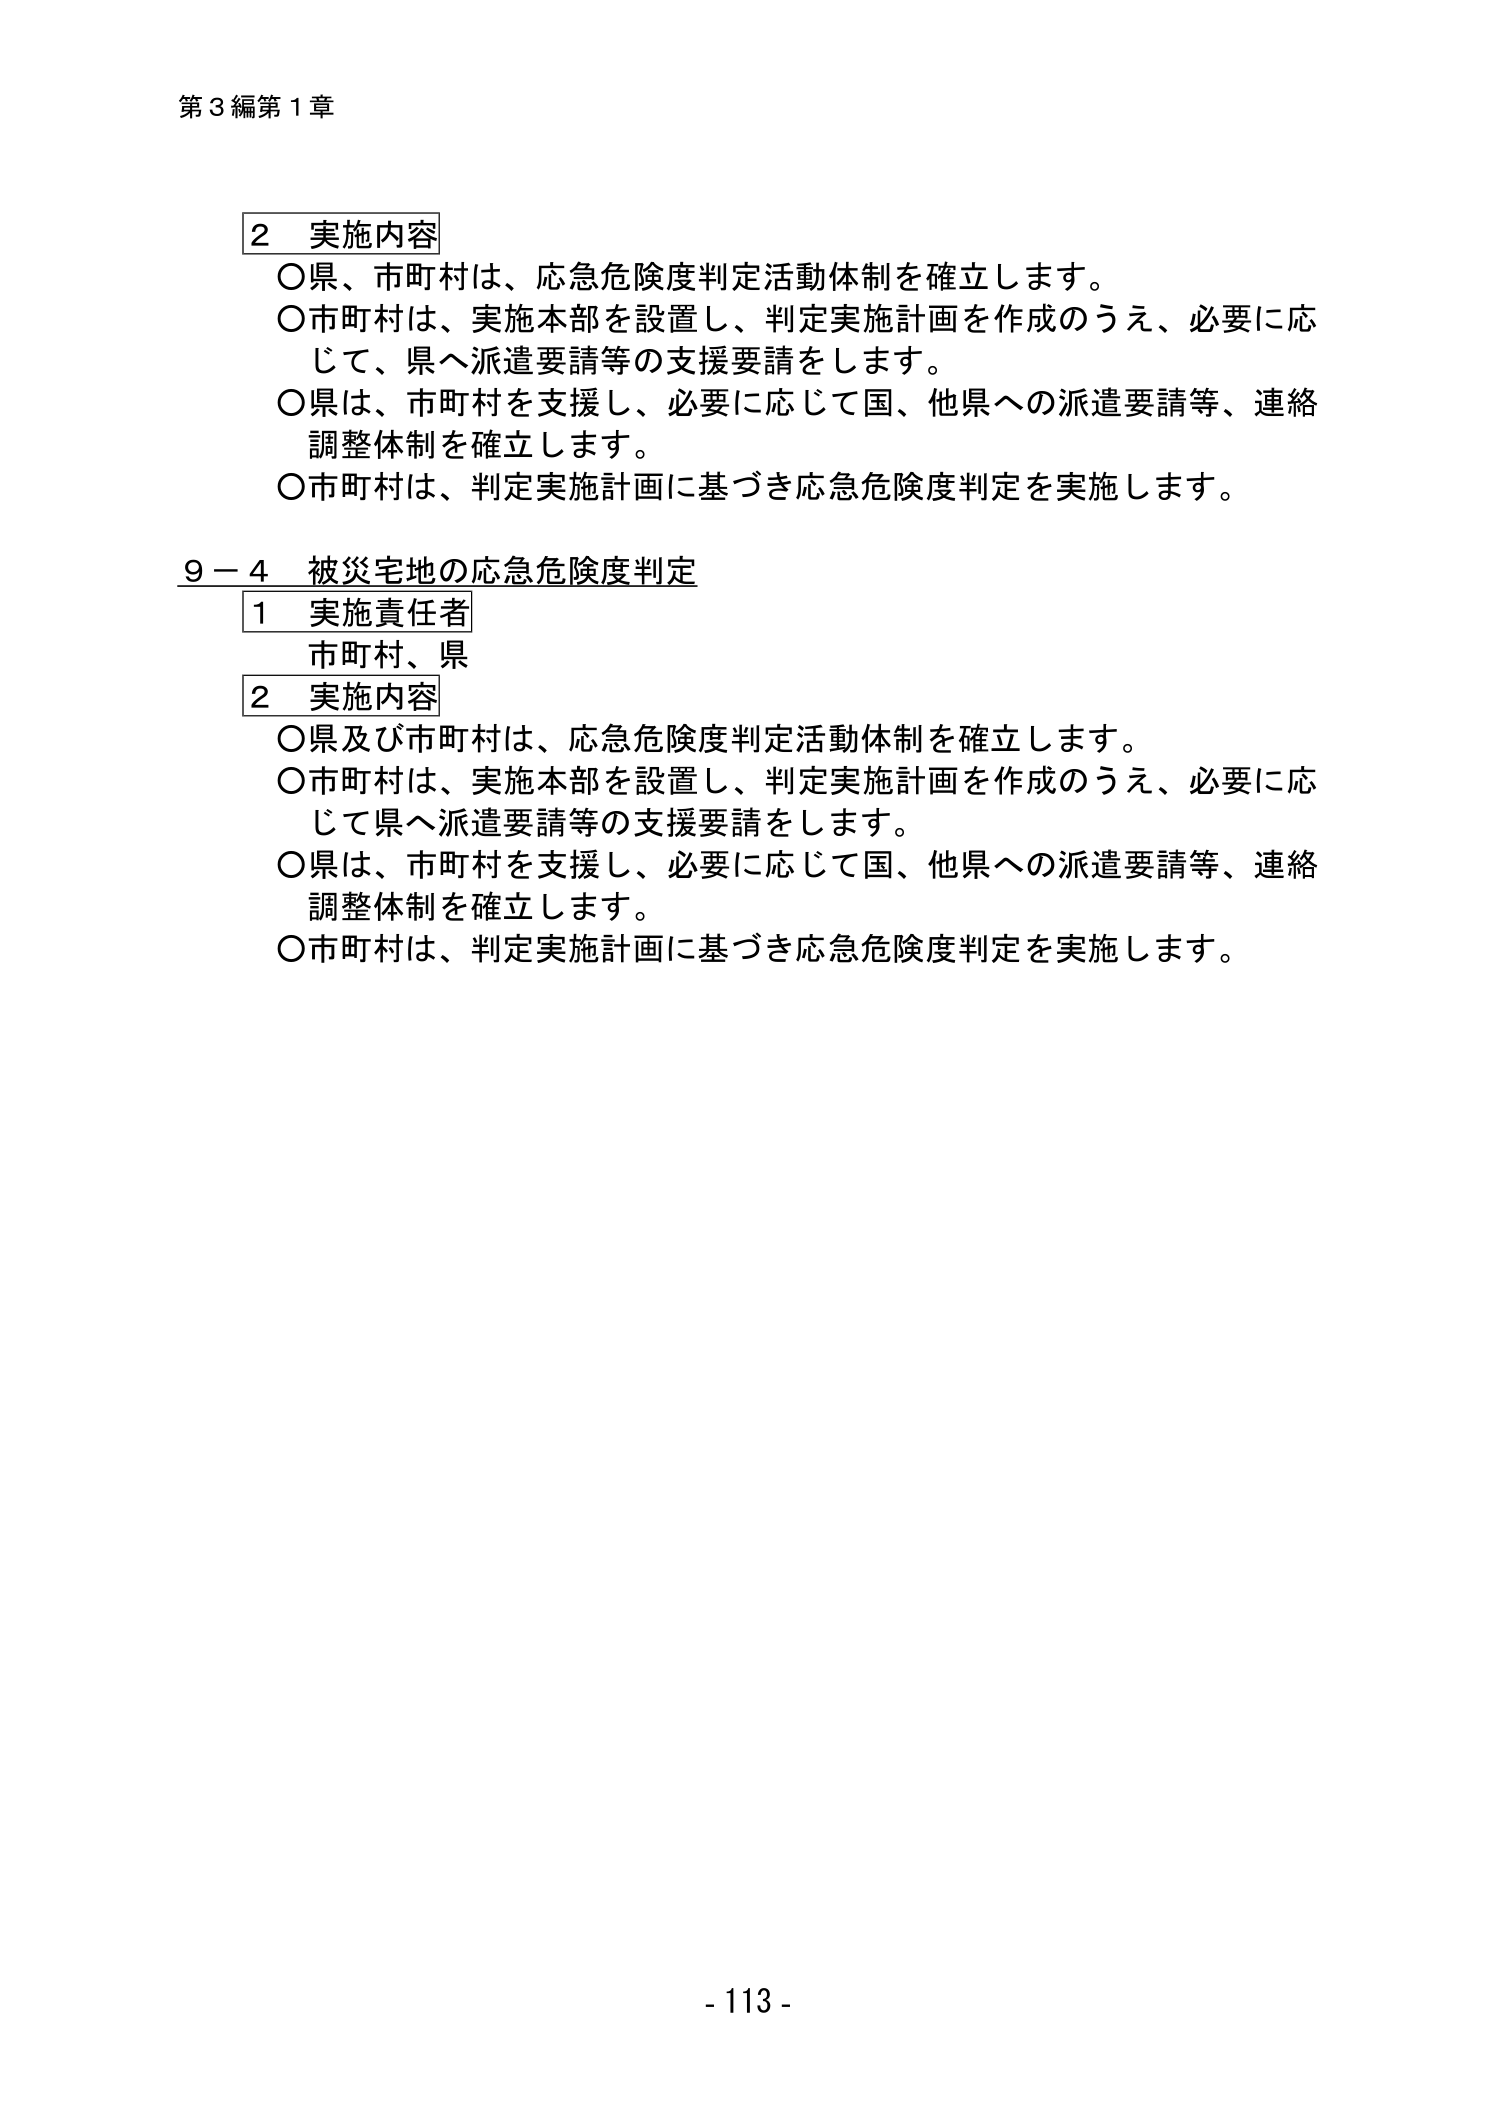 第３編第１章
２　実施内容
○県、市町村は、応急危険度判定活動体制を確立します。
○市町村は、実施本部を設置し、判定実施計画を作成のうえ、必要に応
じて、県へ派遣要請等の支援要請をします。
○県は、市町村を支援し、必要に応じて国、他県への派遣要請等、連絡
調整体制を確立します。
○市町村は、判定実施計画に基づき応急危険度判定を実施します。
９－４　被災宅地の応急危険度判定
１　実施責任者
市町村、県
２　実施内容
○県及び市町村は、応急危険度判定活動体制を確立します。
○市町村は、実施本部を設置し、判定実施計画を作成のうえ、必要に応
じて県へ派遣要請等の支援要請をします。
○県は、市町村を支援し、必要に応じて国、他県への派遣要請等、連絡
調整体制を確立します。
○市町村は、判定実施計画に基づき応急危険度判定を実施します。
- 113 -